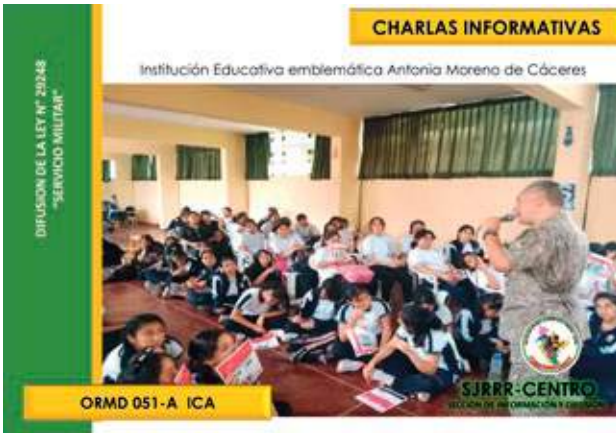 CHARLAS INFORMATIVAS
Institución Educativa emblemática Antonia Moreno de Cáceres
DIFUSIÓN DE LA LEY N° 29248
"SERVICIO MILITAR"
ORMD 051-A ICA
SJRRR-CENTRO
SECCIÓN DE INFORMACIÓN Y DIFUSIÓN